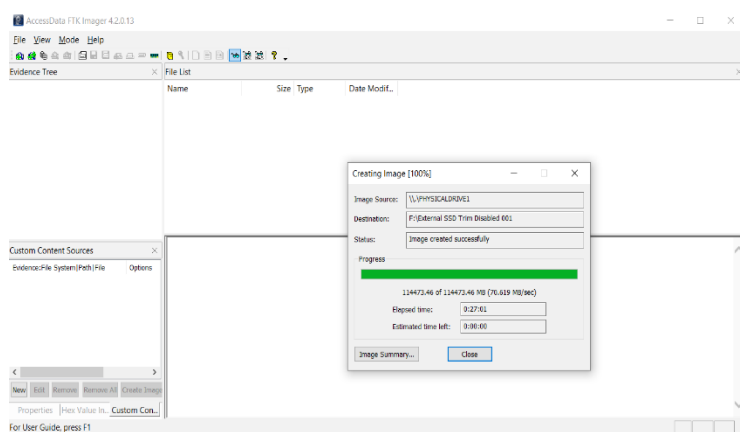 AccessData FTK Imager 4.2.0.13
File View Mode Help
Evidence Tree
File List
Name Size Type Date Modif...
Creating Image [100%]
Image Source: \\.\PHYSICALDRIVE1
Destination: F:\External SSD Trim Disabled 001
Status: Image created successfully
Progress
114473.46 of 114473.46 MB (70.619 MB/sec)
Elapsed time: 0:27:01
Estimated time left: 0:00:00
Image Summary... Close
Custom Content Sources
Evidence:File System|Path|File Options
New Edit Remove Remove All Create Image
Properties Hex Value In... Custom Con...
For User Guide, press F1